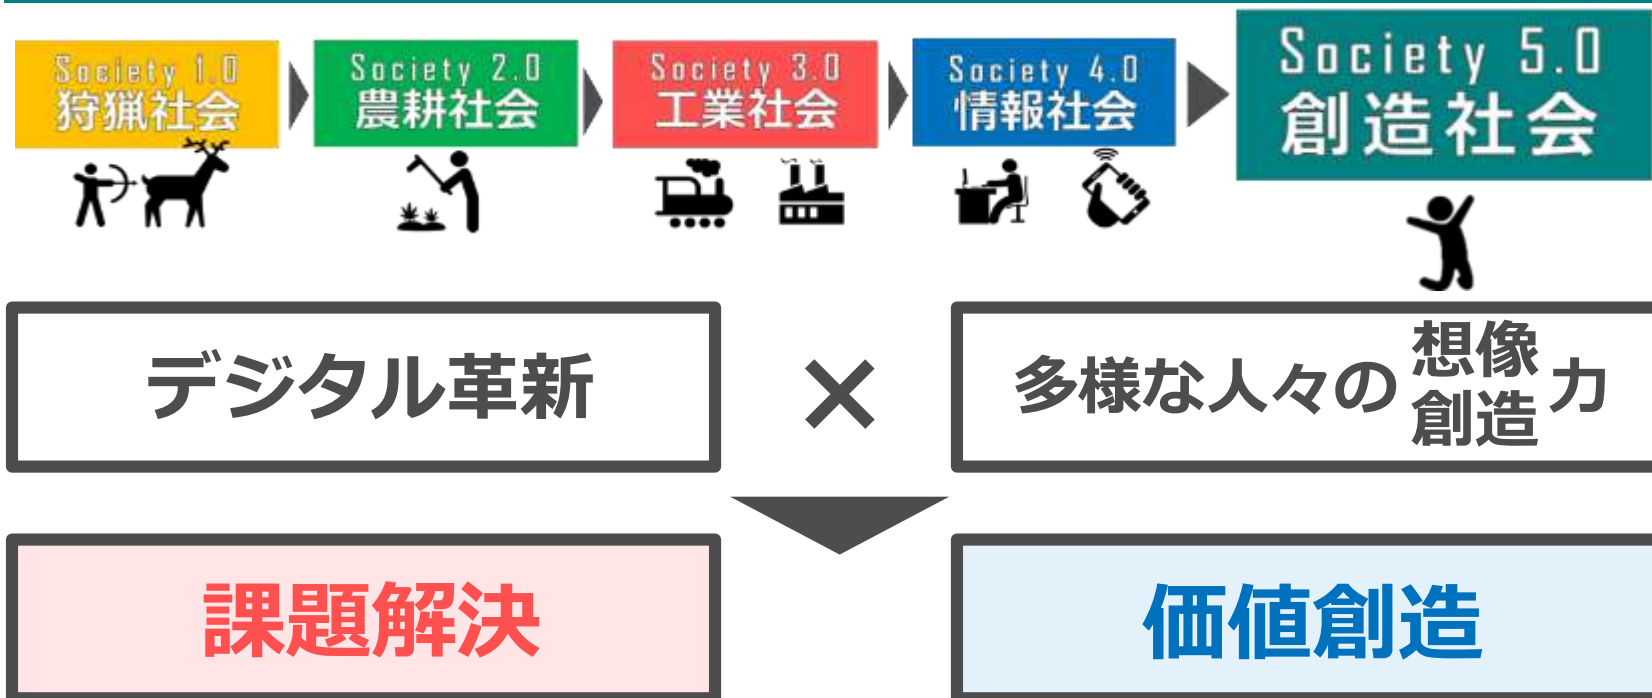 Society 1.0
狩猟社会
Society 2.0
農耕社会
Society 3.0
工業社会
Society 4.0
情報社会
Society 5.0
創造社会
デジタル革新
×
多様な人々の想像力
創造
課題解決
価値創造